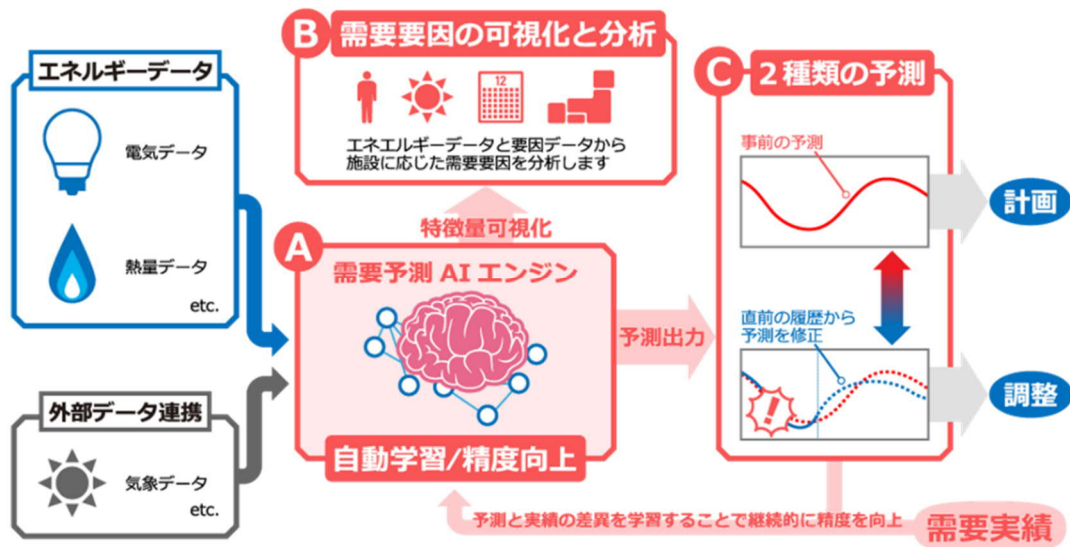 エネルギーデータ
電気データ
熱量データ
etc.
外部データ連携
気象データ
etc.
B 需要要因の可視化と分析
12
エネエルギーデータと要因データから
施設に応じた需要要因を分析します
特徴量可視化
A
需要予測 AI エンジン
自動学習/精度向上
予測出力
C 2種類の予測
事前の予測
計画
直前の履歴から
予測を修正
!
調整
予測と実績の差異を学習することで継続的に精度を向上
需要実績